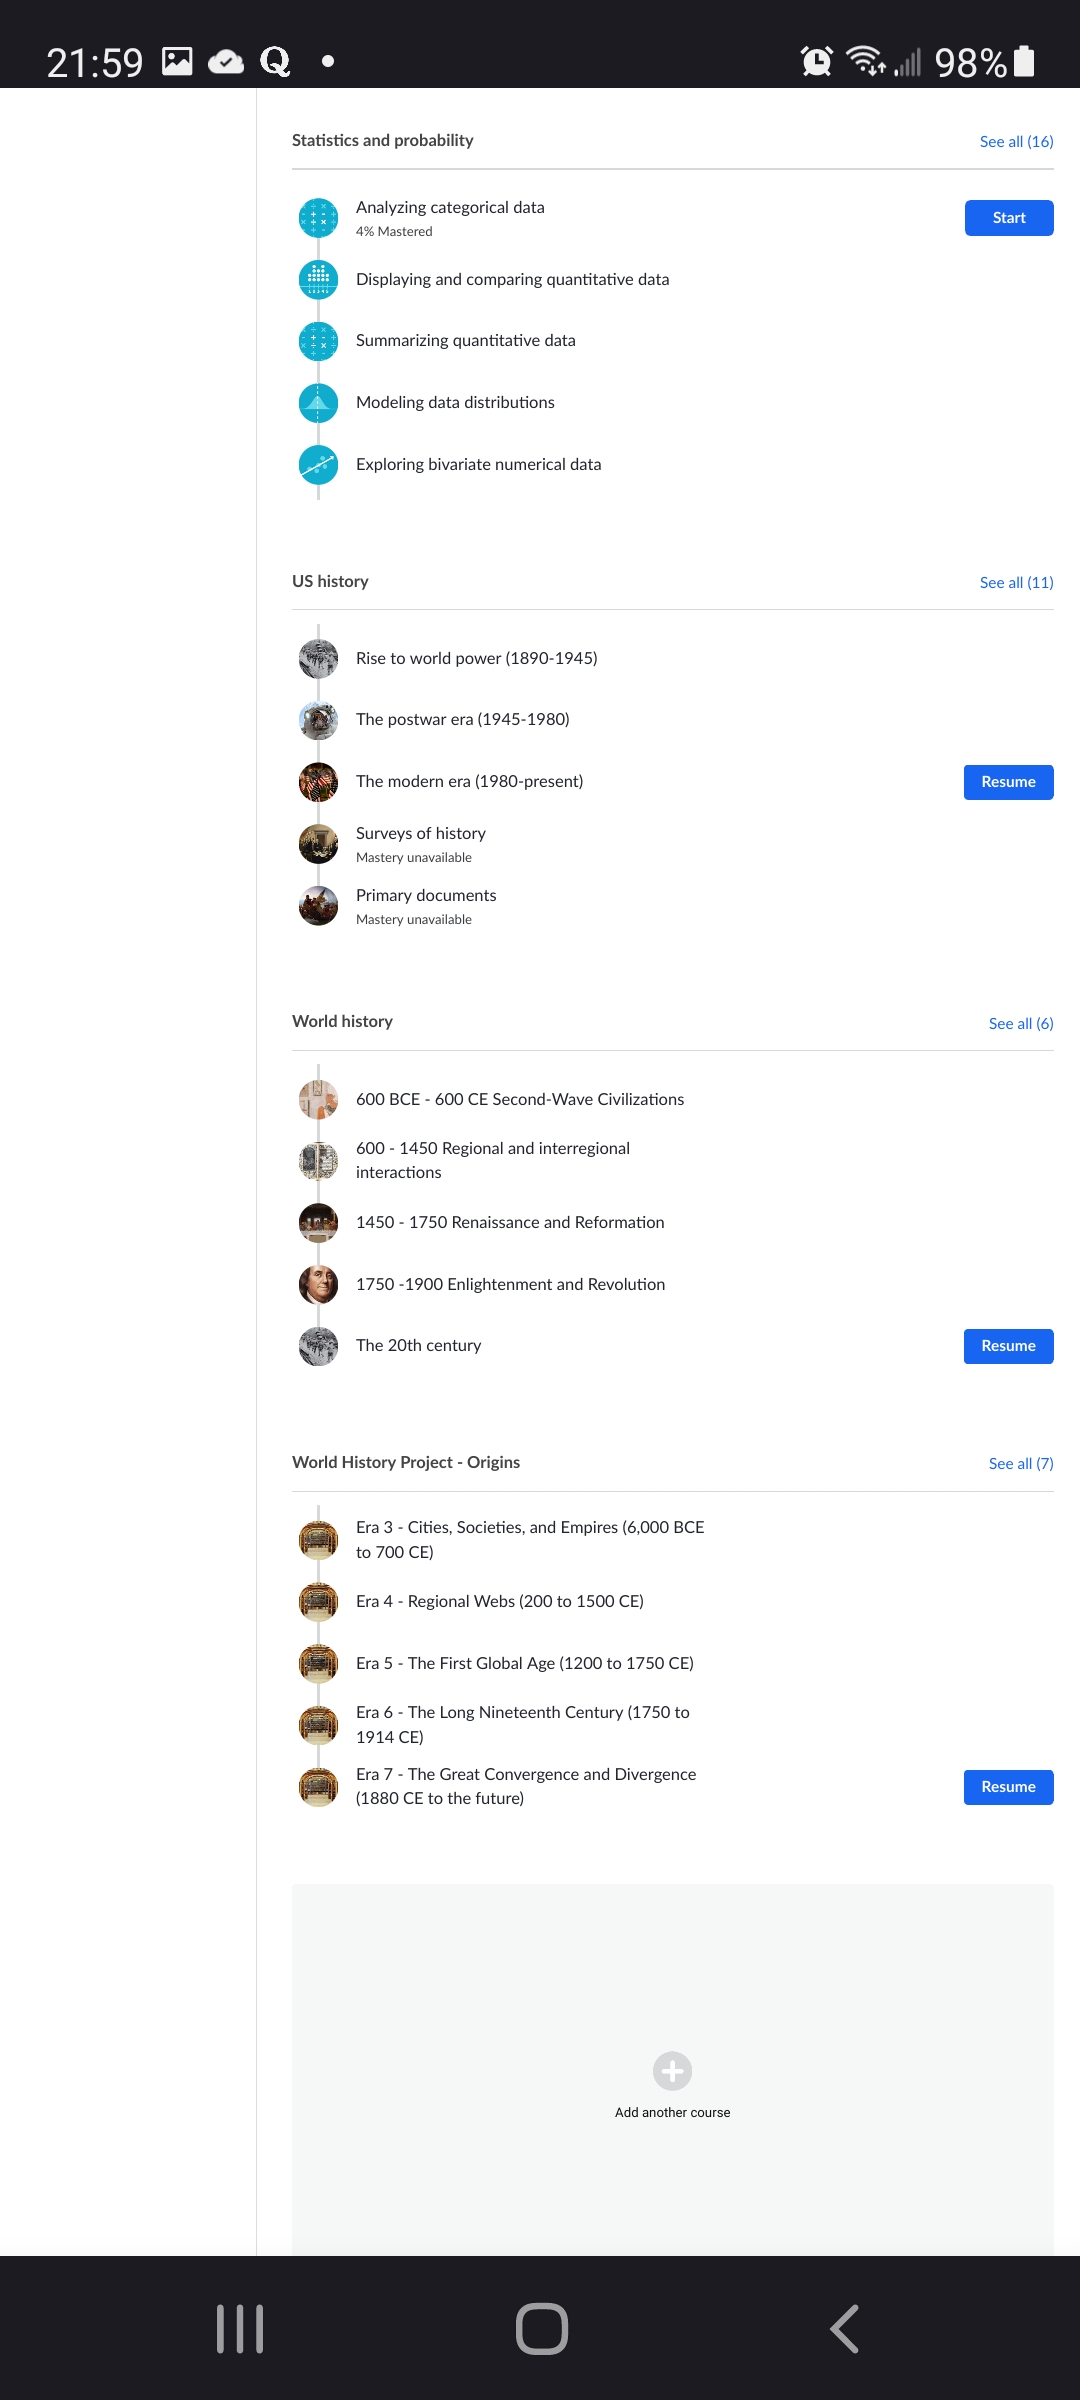 21:59
98%
Statistics and probability
See all (16)
Analyzing categorical data
4% Mastered
Start
Displaying and comparing quantitative data
Summarizing quantitative data
Modeling data distributions
Exploring bivariate numerical data
US history
See all (11)
Rise to world power (1890-1945)
The postwar era (1945-1980)
The modern era (1980-present)
Resume
Surveys of history
Mastery unavailable
Primary documents
Mastery unavailable
World history
See all (6)
600 BCE - 600 CE Second-Wave Civilizations
600 - 1450 Regional and interregional
interactions
1450 - 1750 Renaissance and Reformation
1750 -1900 Enlightenment and Revolution
The 20th century
Resume
World History Project - Origins
See all (7)
Era 3 - Cities, Societies, and Empires (6,000 BCE
to 700 CE)
Era 4 - Regional Webs (200 to 1500 CE)
Era 5 - The First Global Age (1200 to 1750 CE)
Era 6 - The Long Nineteenth Century (1750 to
1914 CE)
Era 7 - The Great Convergence and Divergence
(1880 CE to the future)
Resume
Add another course